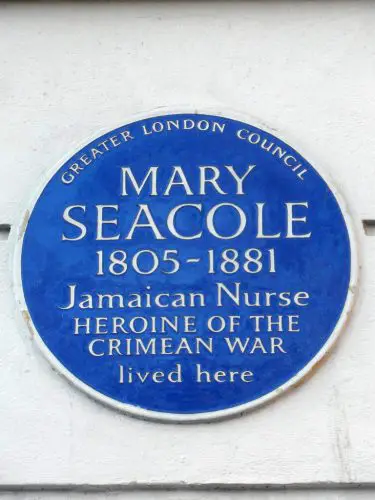 GREATER LONDON COUNCIL
MARY
SEACOLE
1805-1881
Jamaican Nurse
HEROINE OF THE
CRIMEAN WAR
lived here